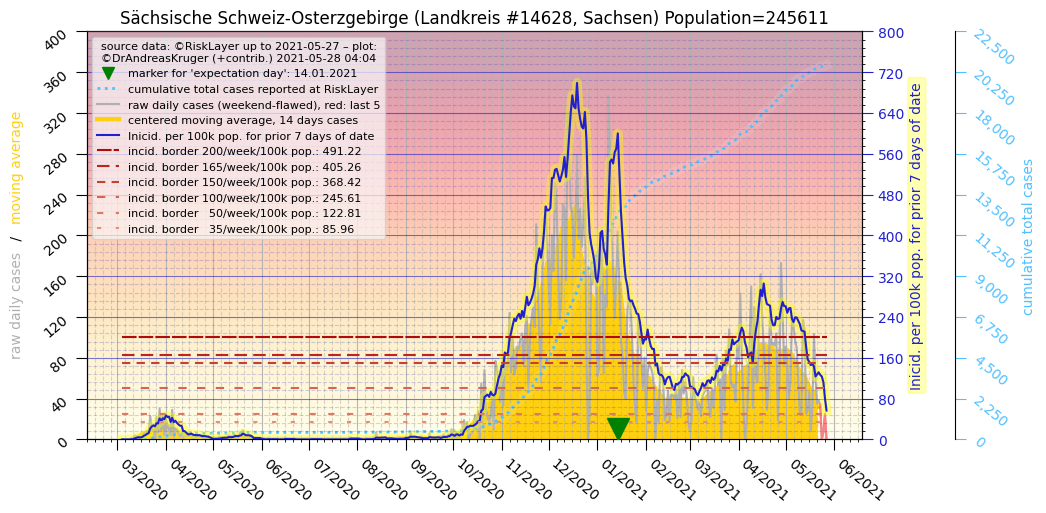 Sächsische Schweiz-Osterzgebirge (Landkreis #14628, Sachsen) Population=245611
source data: ©RiskLayer up to 2021-05-27 – plot:
©DrAndreasKruger (+contrib.) 2021-05-28 04:04
marker for 'expectation day': 14.01.2021
cumulative total cases reported at RiskLayer
raw daily cases (weekend-flawed), red: last 5
centered moving average, 14 days cases
Inicid. per 100k pop. for prior 7 days of date
incid. border 200/week/100k pop.: 491.22
incid. border 165/week/100k pop.: 405.26
incid. border 150/week/100k pop.: 368.42
incid. border 100/week/100k pop.: 245.61
incid. border   50/week/100k pop.: 122.81
incid. border   35/week/100k pop.: 85.96
raw daily cases  /  moving average
400
360
320
280
240
200
160
120
80
40
0
800
720
640
560
480
400
320
240
160
80
0
Inicid. per 100k pop. for prior 7 days of date
22,500
20,250
18,000
15,750
13,500
11,250
9,000
6,750
4,500
2,250
0
cumulative total cases
03/2020
04/2020
05/2020
06/2020
07/2020
08/2020
09/2020
10/2020
11/2020
12/2020
01/2021
02/2021
03/2021
04/2021
05/2021
06/2021